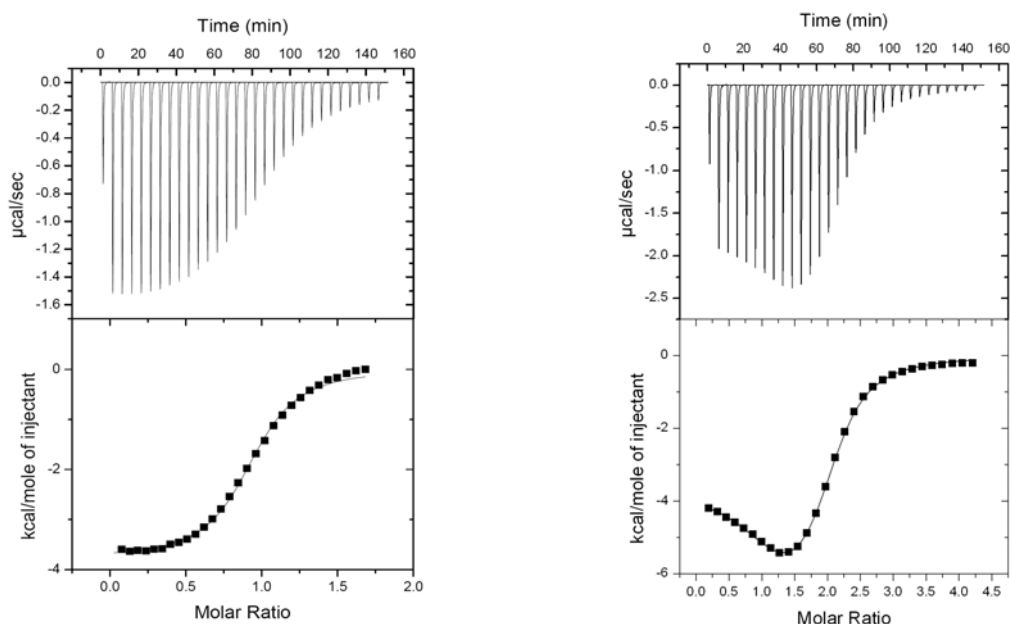 Time (min)
0 20 40 60 80 100 120 140 160
0.0
-0.2
-0.4
-0.6
-0.8
-1.0
-1.2
-1.4
-1.6
µcal/sec
0
-2
-4
kcal/mole of injectant
0.0 0.5 1.0 1.5 2.0
Molar Ratio
Time (min)
0 20 40 60 80 100 120 140 160
0.0
-0.5
-1.0
-1.5
-2.0
-2.5
µcal/sec
0
-2
-4
-6
kcal/mole of injectant
0.0 0.5 1.0 1.5 2.0 2.5 3.0 3.5 4.0 4.5
Molar Ratio